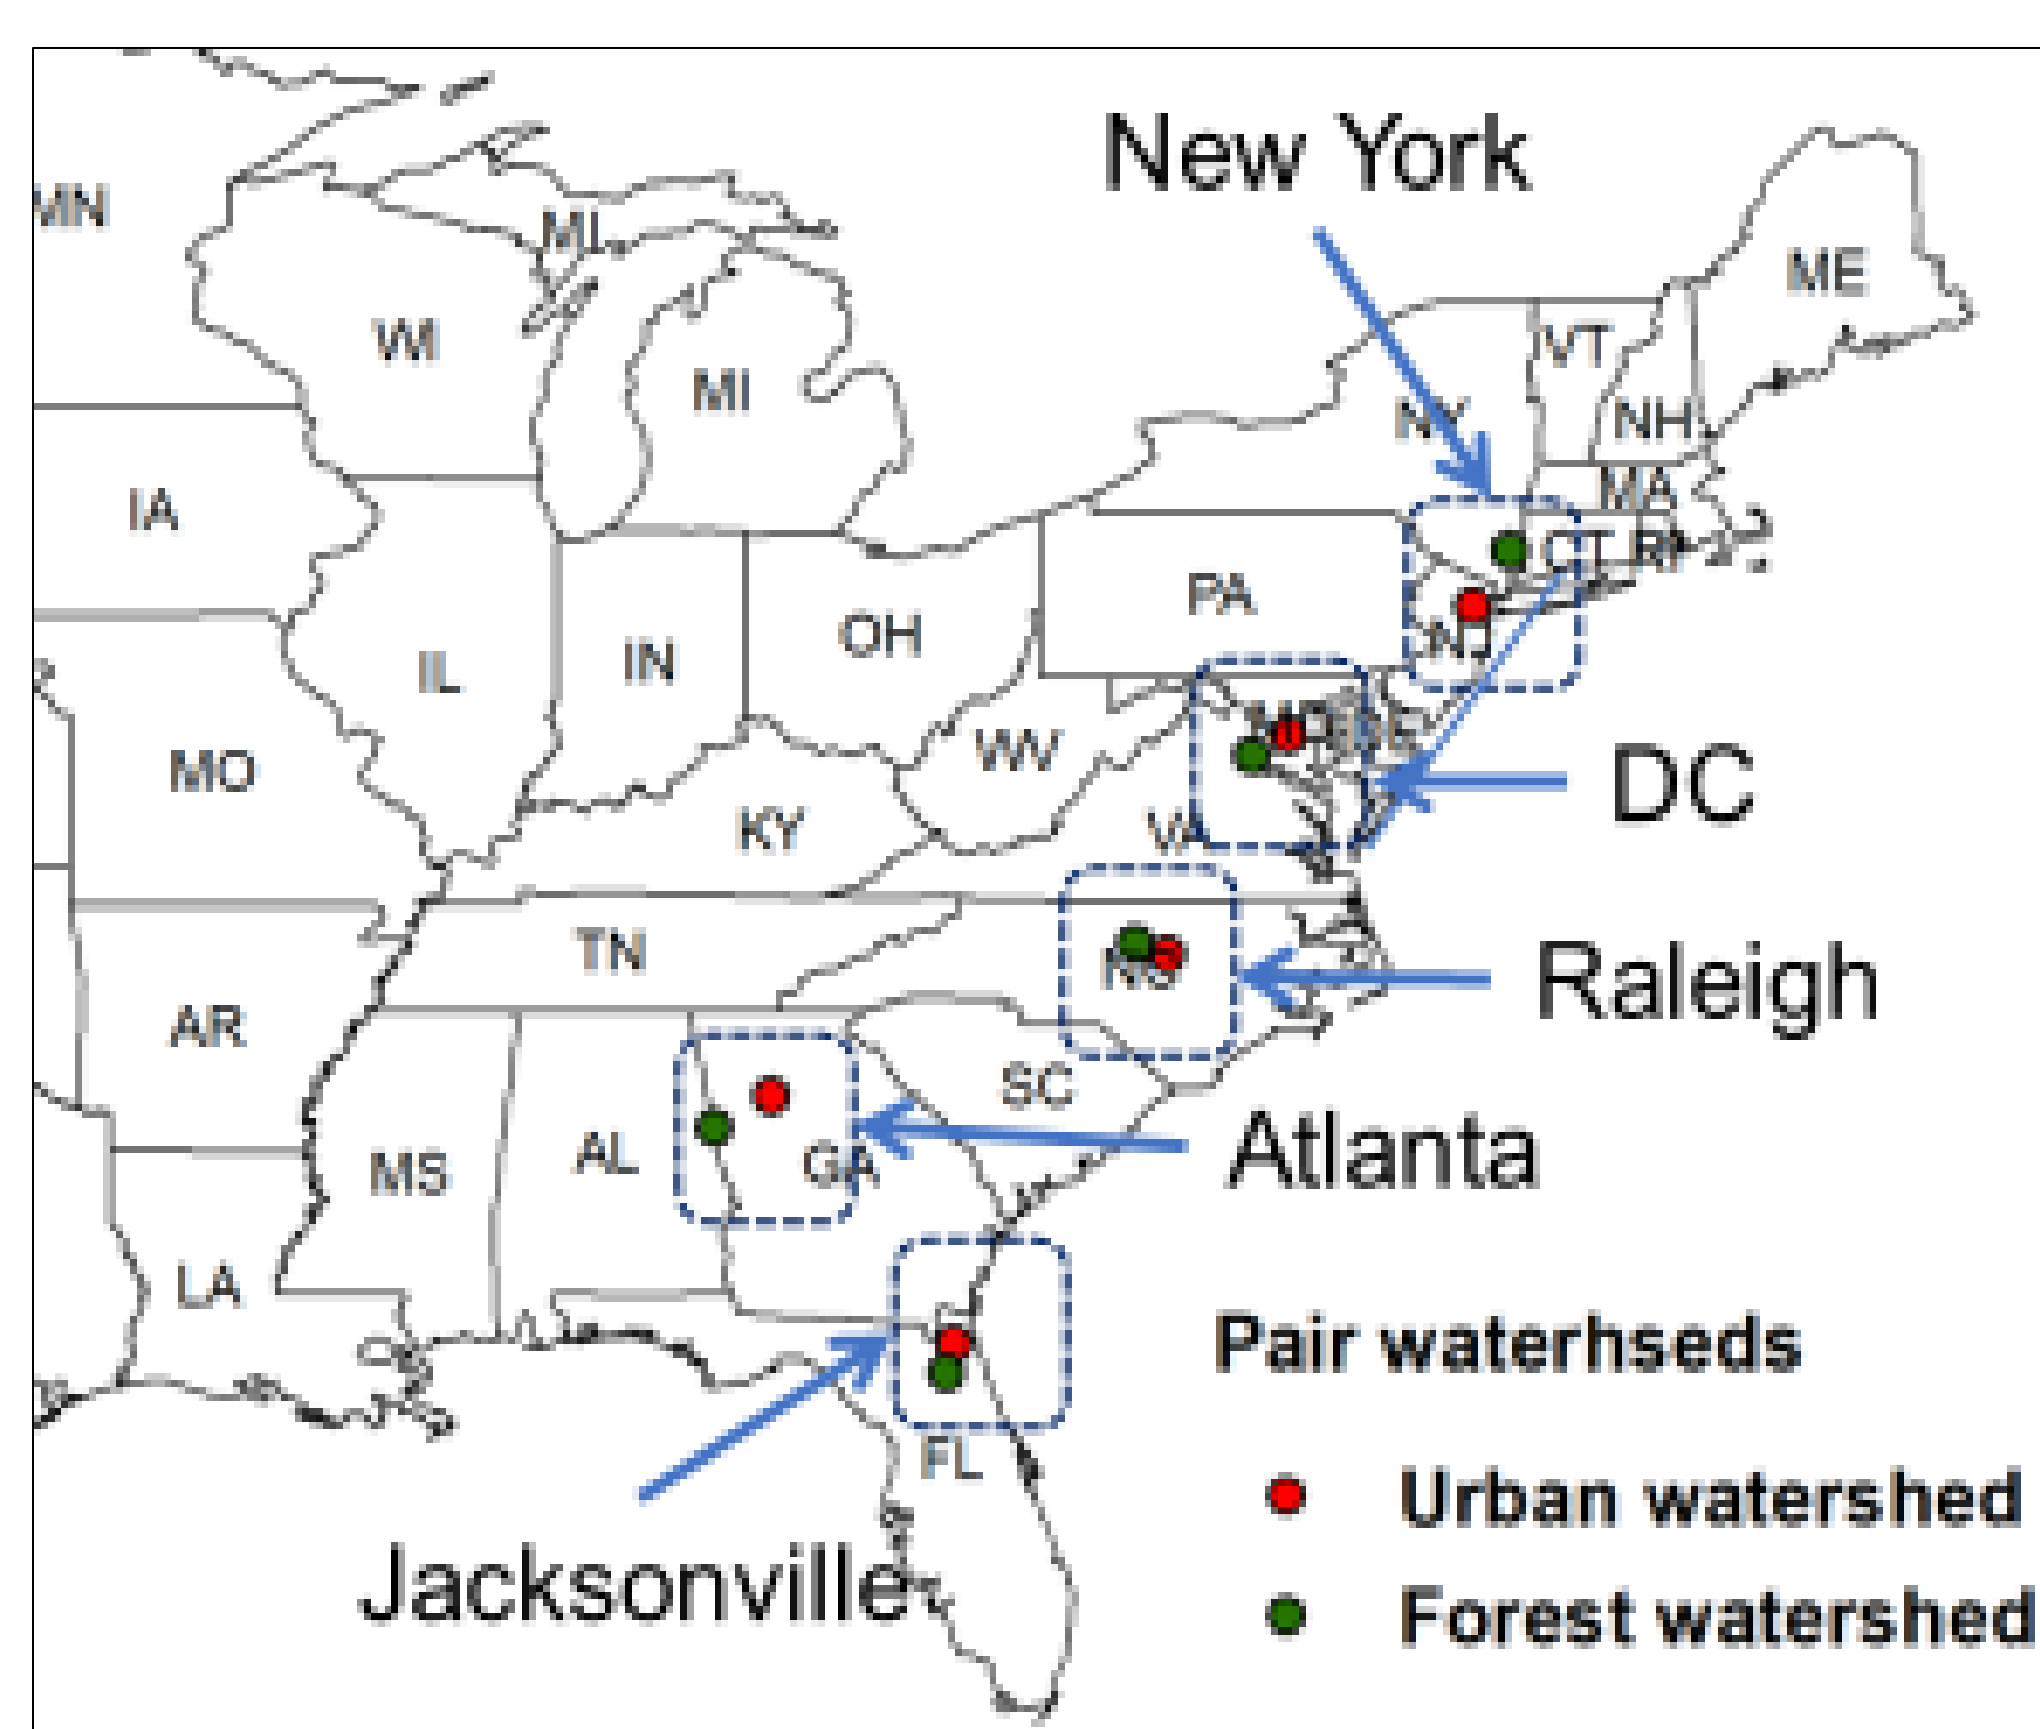 New York
MN
MI
ME
WI
VT
MI
NY
NH
IA
MA
CT RI
PA
OH
NJ
IN
IL
MD
DE
WV
MO
DC
KY
VA
TN
NC
Raleigh
AR
SC
Atlanta
AL
GA
MS
LA
Pair waterhseds
FL
Urban watershed
Jacksonville
Forest watershed